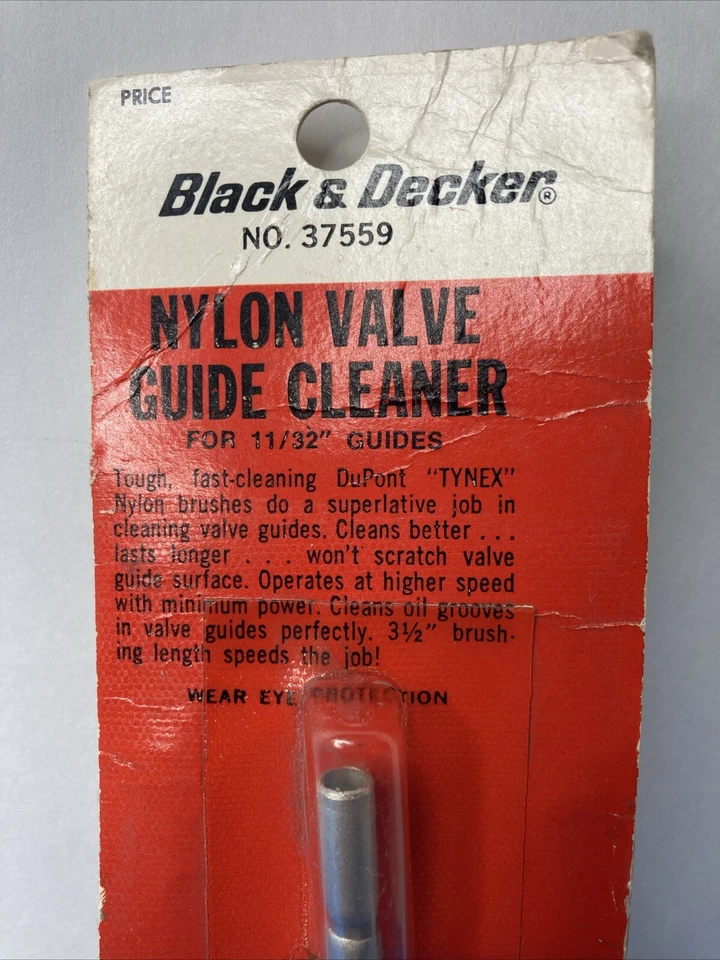 PRICE
Black & Decker®
NO. 37559
NYLON VALVE
GUIDE CLEANER
FOR 11/32" GUIDES
Tough, fast-cleaning DuPont "TYNEX"
Nylon brushes do a superlative job in
cleaning valve guides. Cleans better . . .
lasts longer . . . won't scratch valve
guide surface. Operates at higher speed
with minimum power. Cleans oil grooves
in valve guides perfectly. 3½" brush-
ing length speeds the job!
WEAR EYE PROTECTION